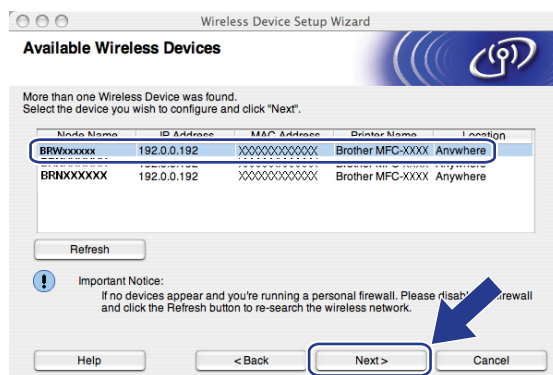 Wireless Device Setup Wizard
Available Wireless Devices
More than one Wireless Device was found.
Select the device you wish to configure and click "Next".
Node Name IP Address MAC Address Printer Name Location
BRWxxxxxx 192.0.0.192 XXXXXXXXXXXX Brother MFC-XXXX Anywhere
BRNXXXXXX 192.0.0.192 XXXXXXXXXXXX Brother MFC-XXXX Anywhere
Refresh
Important Notice:
If no devices appear and you're running a personal firewall. Please firewall
and click the Refresh button to re-search the wireless network.
Help < Back Next > Cancel